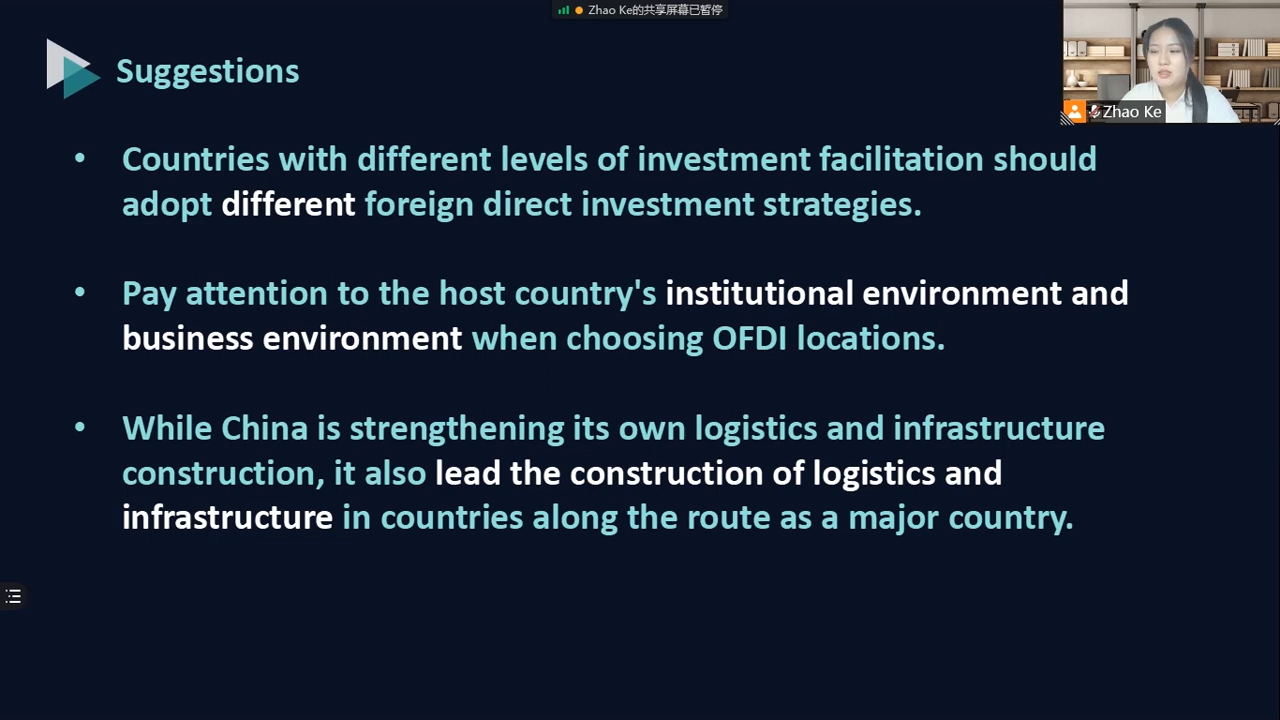 Zhao Ke的共享屏幕已暂停
Suggestions
Zhao Ke
• Countries with different levels of investment facilitation should
adopt different foreign direct investment strategies.
• Pay attention to the host country's institutional environment and
business environment when choosing OFDI locations.
• While China is strengthening its own logistics and infrastructure
construction, it also lead the construction of logistics and
infrastructure in countries along the route as a major country.